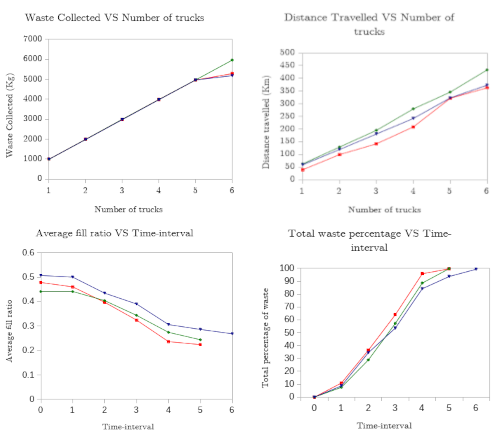 Waste Collected VS Number of trucks
7000
6000
5000
4000
3000
2000
1000
0
Waste Collected (Kg)
1 2 3 4 5 6
Number of trucks
Distance Travelled VS Number of
trucks
500
450
400
350
300
250
200
150
100
50
0
Distance travelled (Km)
1 2 3 4 5 6
Number of trucks
Average fill ratio VS Time-interval
0.6
0.5
0.4
0.3
0.2
0.1
0
Average fill ratio
0 1 2 3 4 5 6
Time-interval
Total waste percentage VS Time-
interval
100
90
80
70
60
50
40
30
20
10
0
Total percentage of waste
0 1 2 3 4 5 6
Time-interval